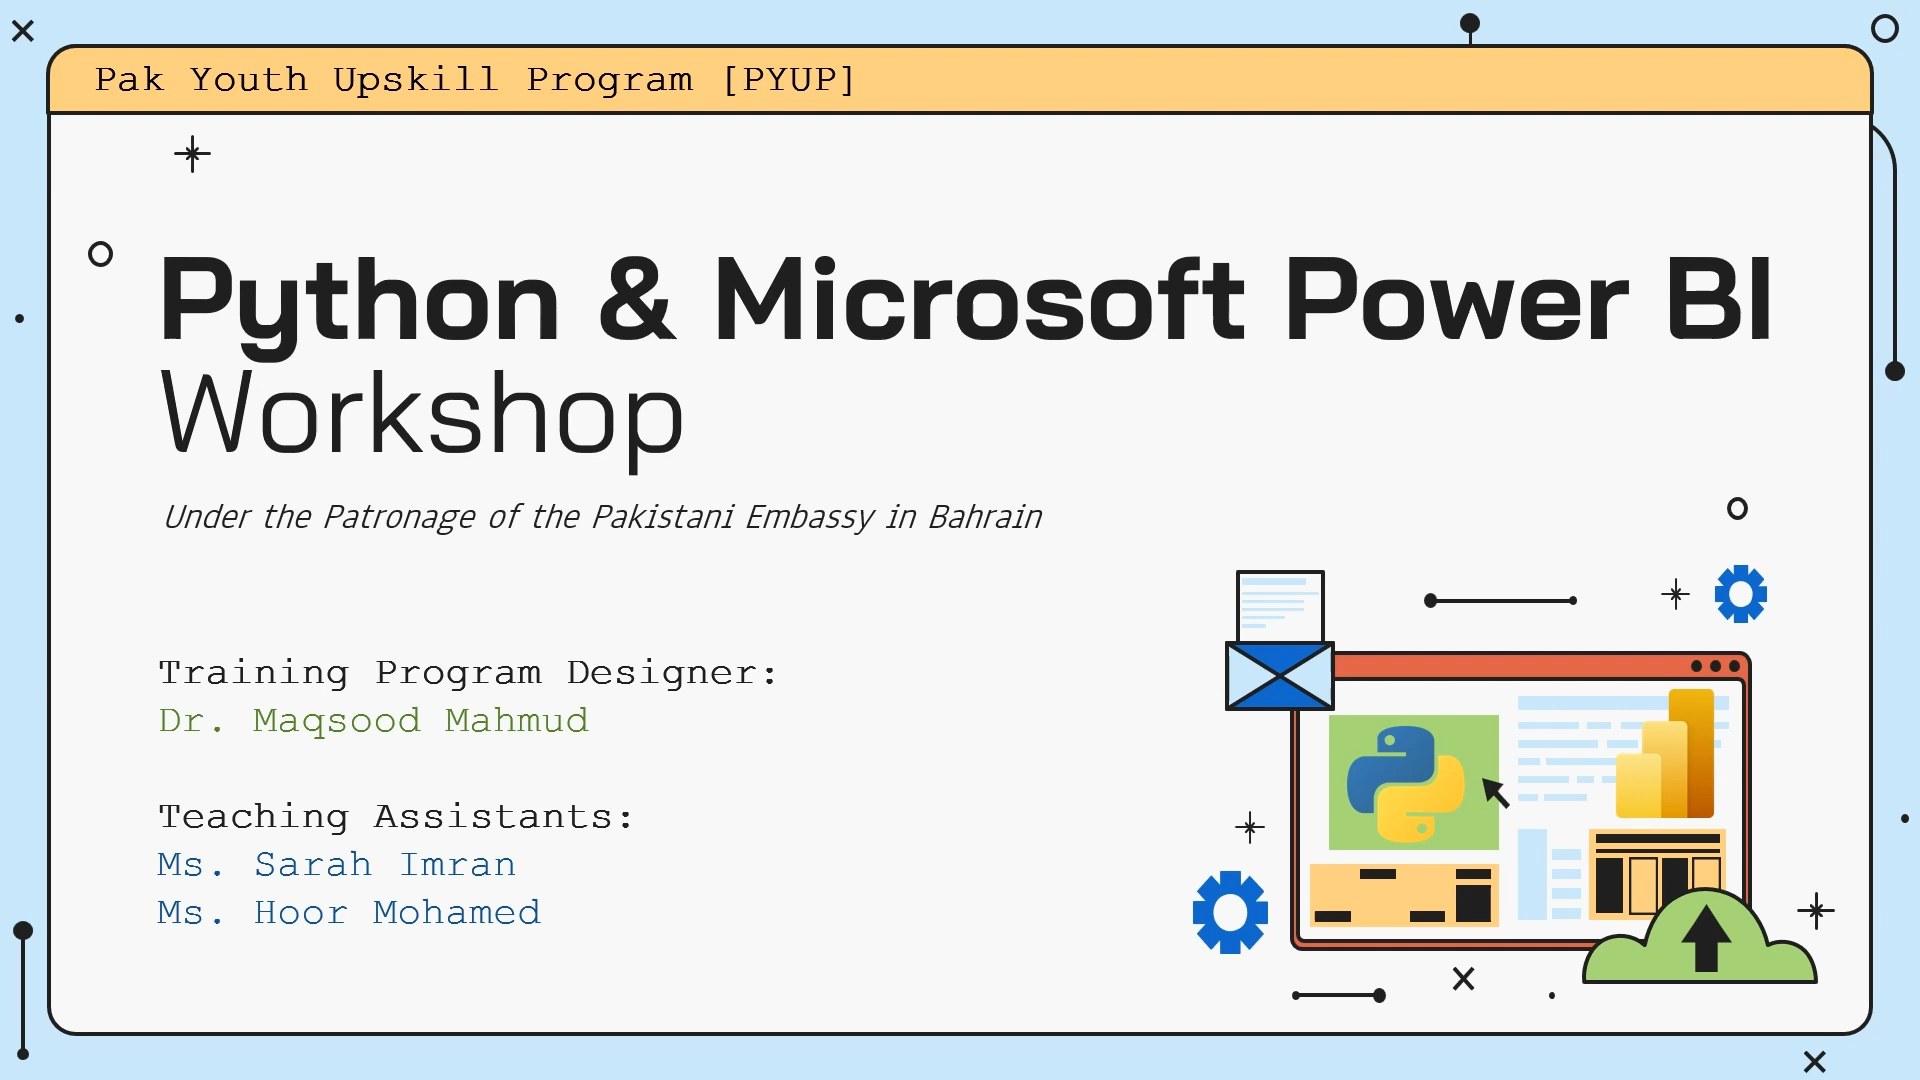 Pak Youth Upskill Program [PYUP]
Python & Microsoft Power BI
Workshop
Under the Patronage of the Pakistani Embassy in Bahrain
Training Program Designer:
Dr. Maqsood Mahmud
Teaching Assistants:
Ms. Sarah Imran
Ms. Hoor Mohamed